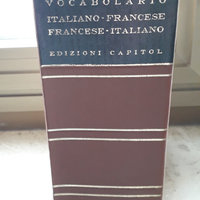 VOCABOLARIO
ITALIANO-FRANCESE
FRANCESE-ITALIANO
EDIZIONI CAPITOL